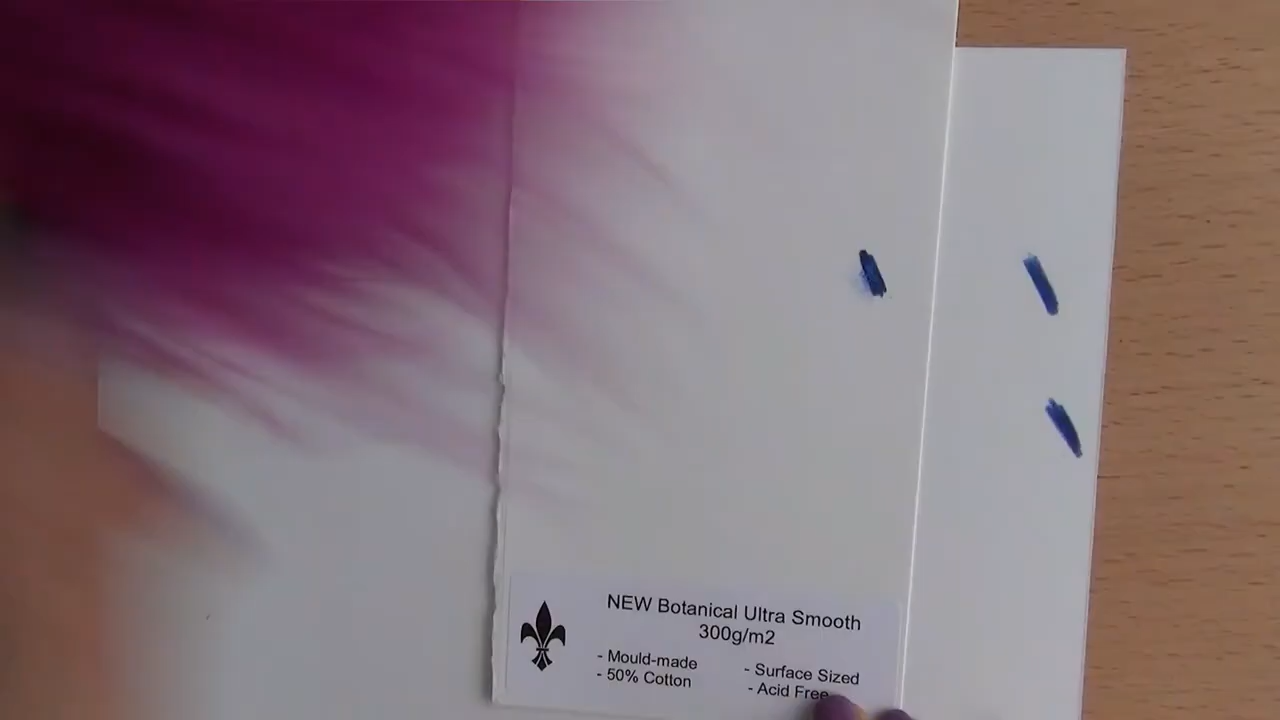 NEW Botanical Ultra Smooth
300g/m2
- Mould-made
- 50% Cotton
- Surface Sized
- Acid Free